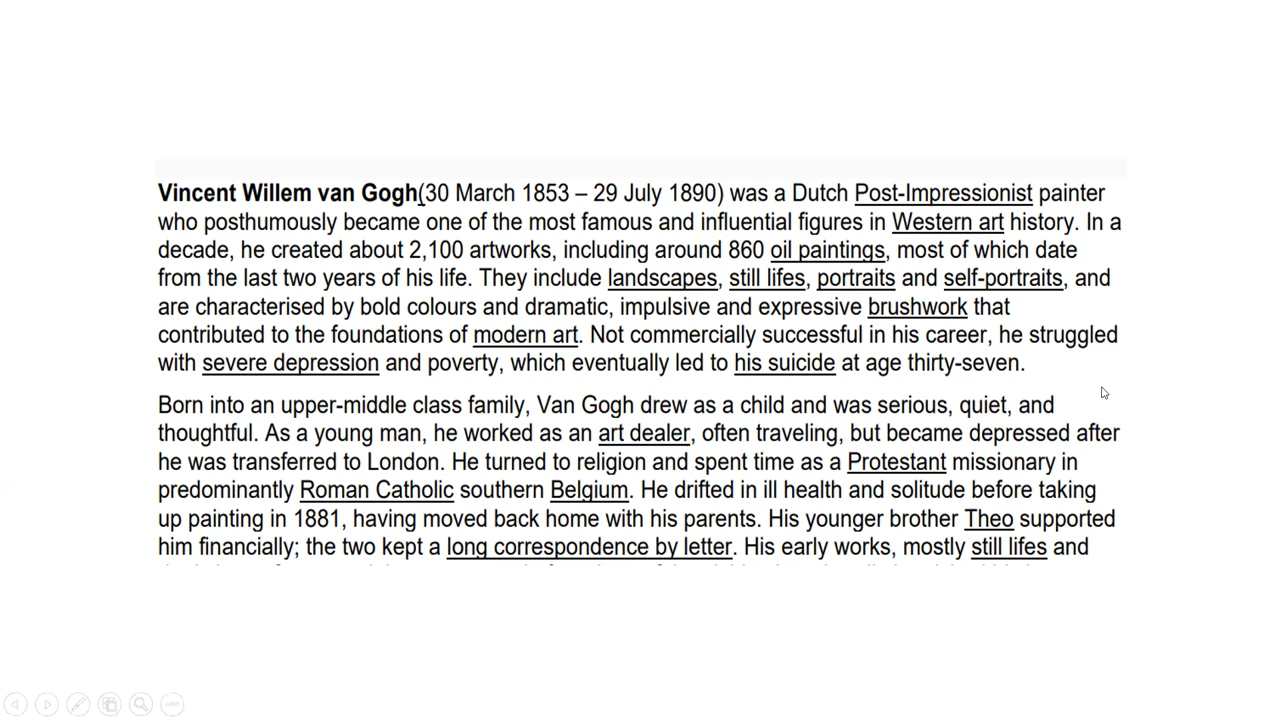 Vincent Willem van Gogh(30 March 1853 – 29 July 1890) was a Dutch Post-Impressionist painter
who posthumously became one of the most famous and influential figures in Western art history. In a
decade, he created about 2,100 artworks, including around 860 oil paintings, most of which date
from the last two years of his life. They include landscapes, still lifes, portraits and self-portraits, and
are characterised by bold colours and dramatic, impulsive and expressive brushwork that
contributed to the foundations of modern art. Not commercially successful in his career, he struggled
with severe depression and poverty, which eventually led to his suicide at age thirty-seven.
Born into an upper-middle class family, Van Gogh drew as a child and was serious, quiet, and
thoughtful. As a young man, he worked as an art dealer, often traveling, but became depressed after
he was transferred to London. He turned to religion and spent time as a Protestant missionary in
predominantly Roman Catholic southern Belgium. He drifted in ill health and solitude before taking
up painting in 1881, having moved back home with his parents. His younger brother Theo supported
him financially; the two kept a long correspondence by letter. His early works, mostly still lifes and